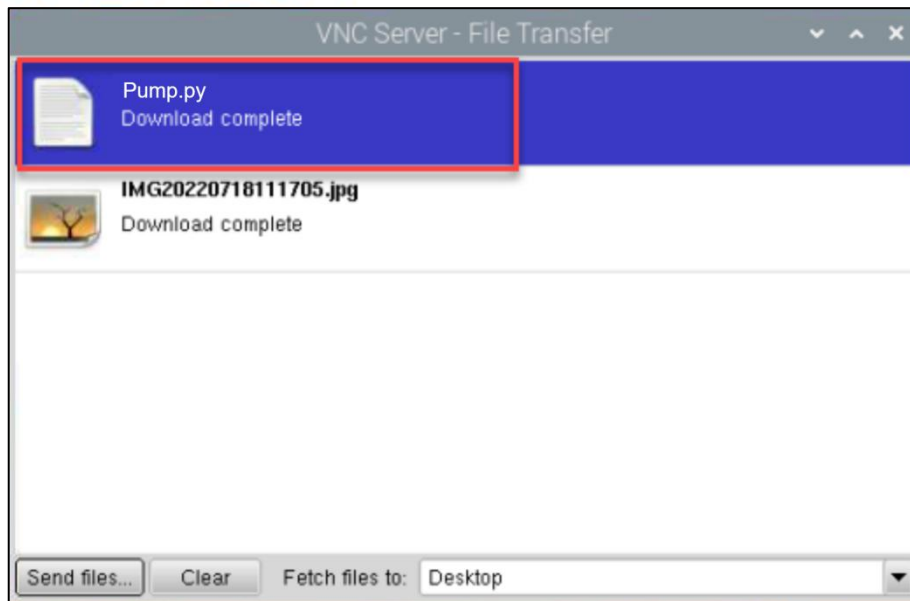 VNC Server - File Transfer
Pump.py
Download complete
IMG20220718111705.jpg
Download complete
Send files... Clear Fetch files to: Desktop